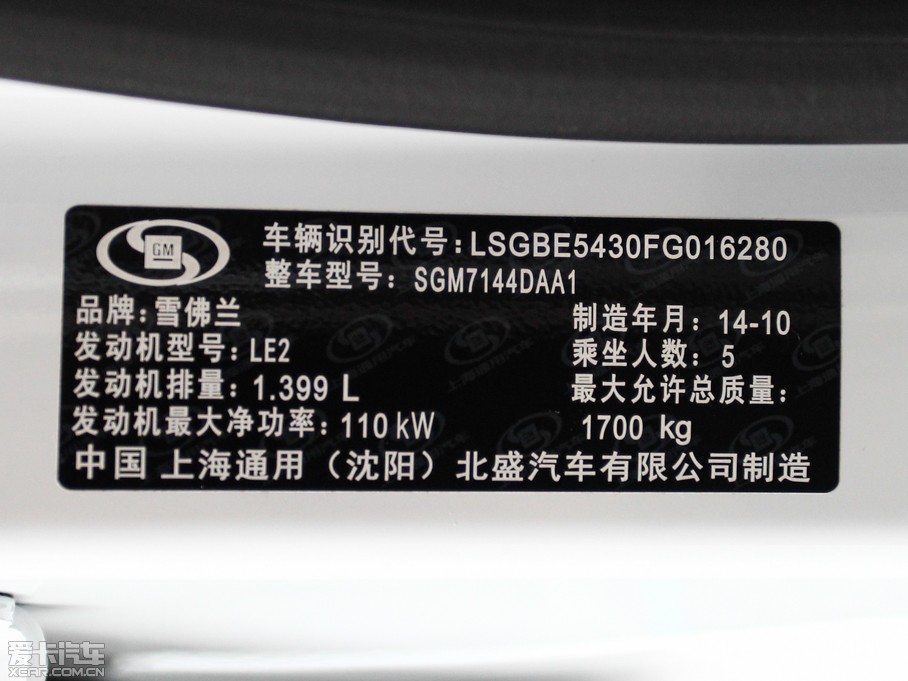 GM
车辆识别代号:LSGBE5430FG016280
整车型号: SGM7144DAA1
品牌:雪佛兰
制造年月: 14-10
发动机型号:LE2
乘坐人数: 5
发动机排量: 1.399 L
最大允许总质量:
发动机最大净功率: 110 kW
1700 kg
中国 上海通用（沈阳）北盛汽车有限公司制造
爱卡汽车
XCAR.COM.CN